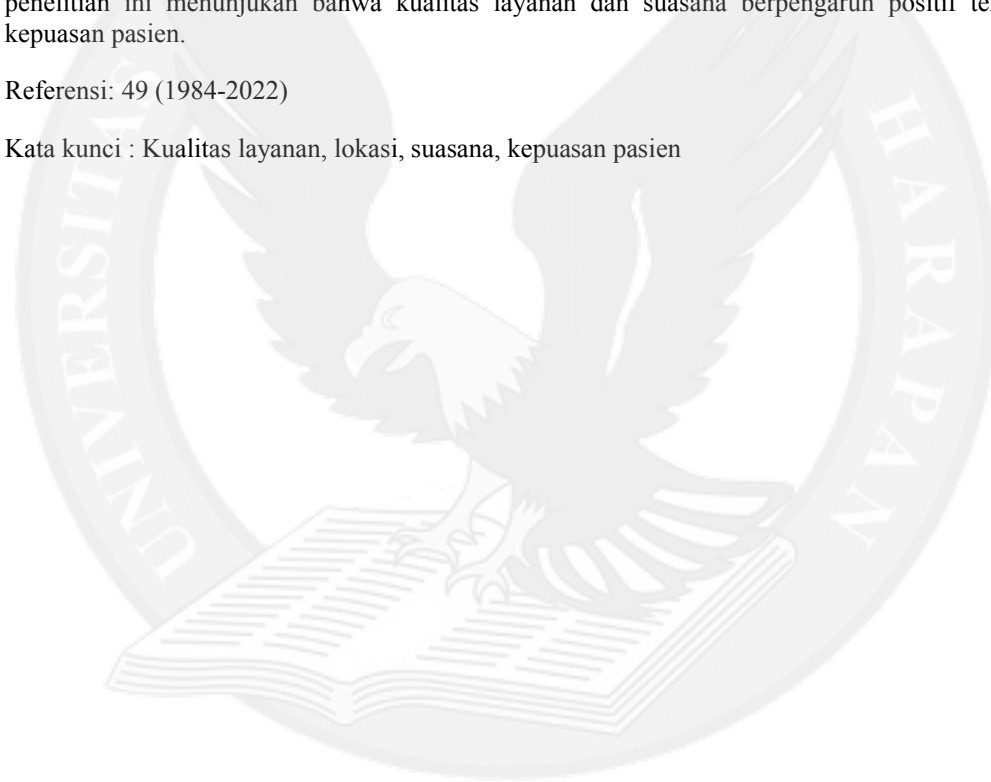 penelitian ini menunjukan bahwa kualitas layanan dan suasana berpengaruh positif
kepuasan pasien.
Referensi: 49 (1984-2022)
Kata kunci : Kualitas layanan, lokasi, suasana, kepuasan pasien
UNIVERSITAS
HARAPAN